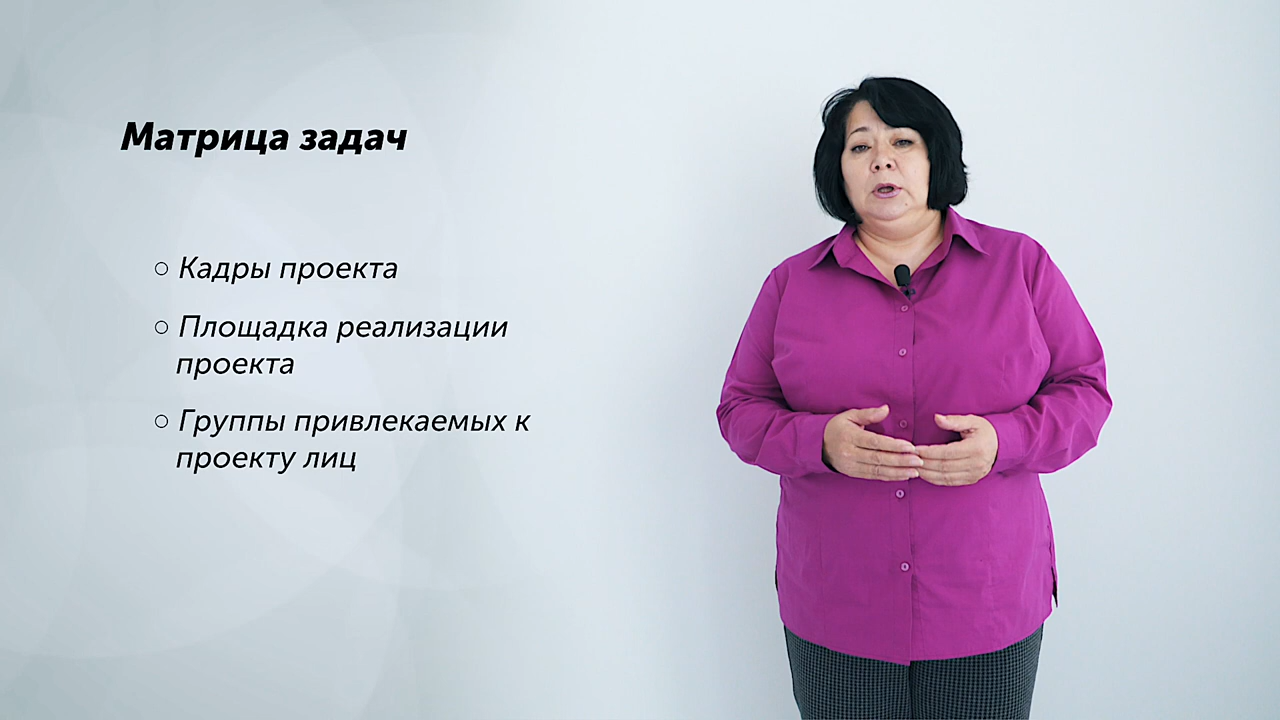 Матрица задач
○ Кадры проекта
○ Площадка реализации
проекта
○ Группы привлекаемых к
проекту лиц